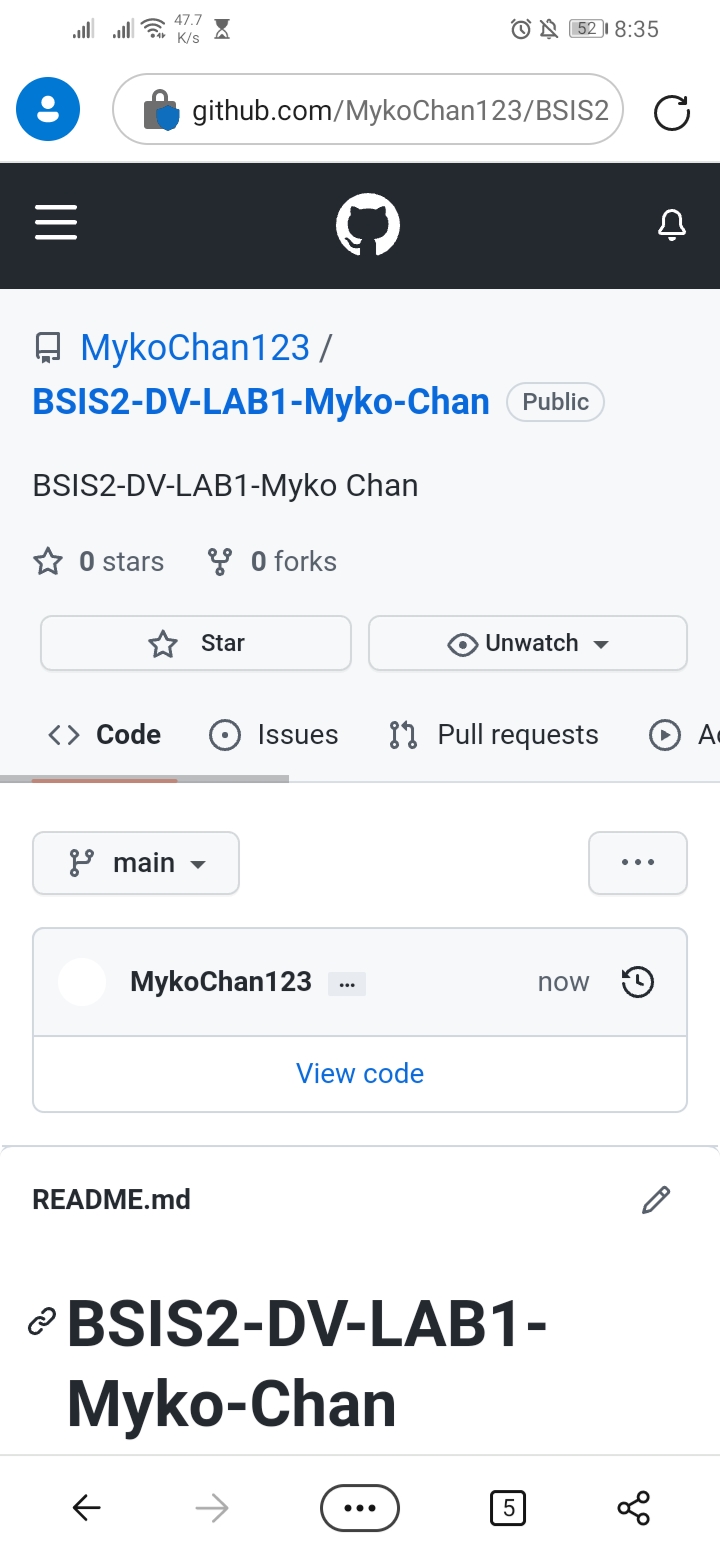 47.7
K/s
52
8:35
github.com/MykoChan123/BSIS2
MykoChan123 /
BSIS2-DV-LAB1-Myko-Chan Public
BSIS2-DV-LAB1-Myko Chan
0 stars 0 forks
Star Unwatch
Code Issues Pull requests Ac
main ...
MykoChan123 ... now
View code
README.md
BSIS2-DV-LAB1-
Myko-Chan
5